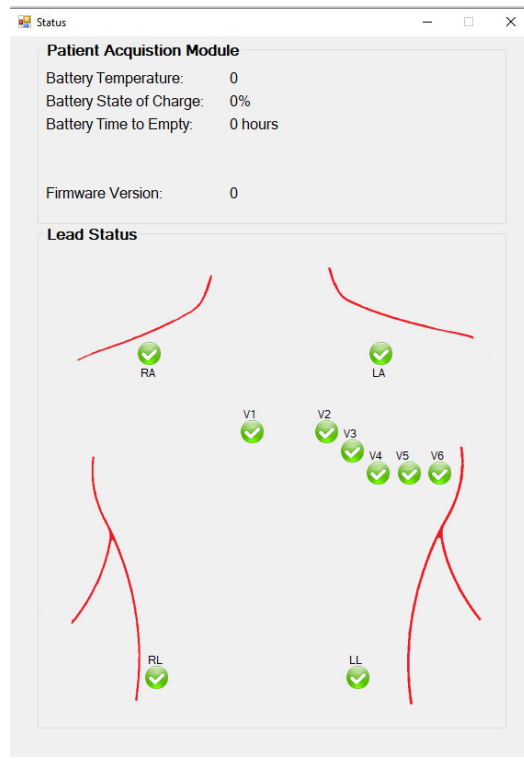 Status
Patient Acquistion Module
Battery Temperature: 0
Battery State of Charge: 0%
Battery Time to Empty: 0 hours
Firmware Version: 0
Lead Status
RA LA
V1 V2
V3
V4 V5 V6
RL LL